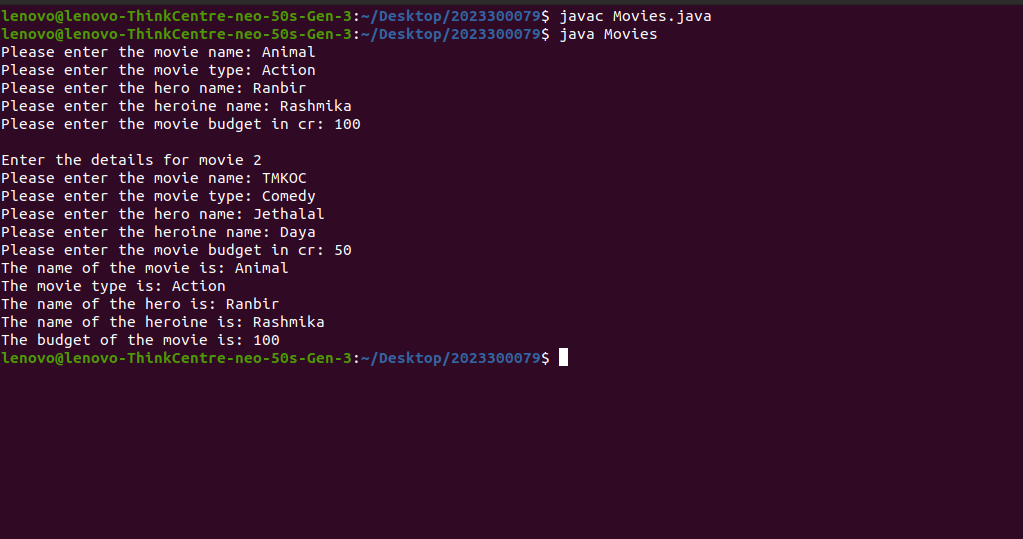 lenovo@lenovo-ThinkCentre-neo-50s-Gen-3:~/Desktop/2023300079$ javac Movies.java
lenovo@lenovo-ThinkCentre-neo-50s-Gen-3:~/Desktop/2023300079$ java Movies
Please enter the movie name: Animal
Please enter the movie type: Action
Please enter the hero name: Ranbir
Please enter the heroine name: Rashmika
Please enter the movie budget in cr: 100
Enter the details for movie 2
Please enter the movie name: TMKOC
Please enter the movie type: Comedy
Please enter the hero name: Jethalal
Please enter the heroine name: Daya
Please enter the movie budget in cr: 50
The name of the movie is: Animal
The movie type is: Action
The name of the hero is: Ranbir
The name of the heroine is: Rashmika
The budget of the movie is: 100
lenovo@lenovo-ThinkCentre-neo-50s-Gen-3:~/Desktop/2023300079$